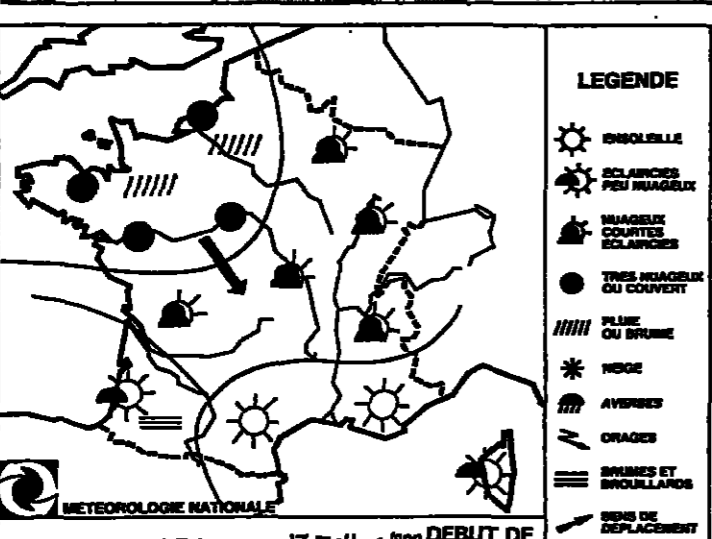 LEGENDE
ENSOLEILLE
ECLAIRCIES
PEU NUAGEUX
NUAGEUX
COURTES
ECLAIRCIES
TRES NUAGEUX
OU COUVERT
PLUIE
OU BRUME
NEIGE
AVERSES
ORAGES
BRUMES ET
BROUILLARDS
SENS DE
DEPLACEMENT
METEOROLOGIE NATIONALE
DEBUT DE